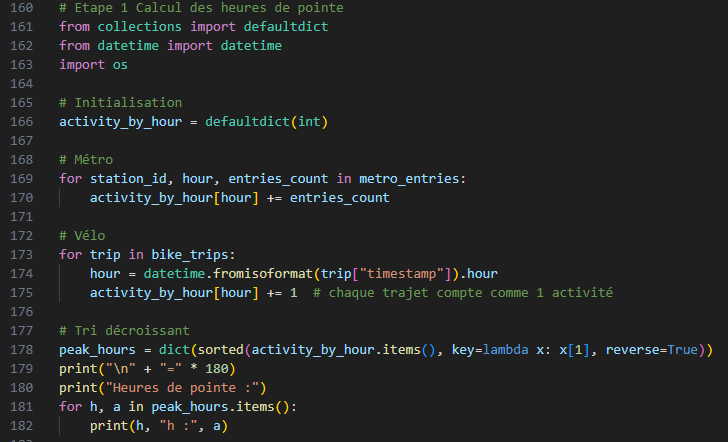 160 # Etape 1 Calcul des heures de pointe
161 from collections import defaultdict
162 from datetime import datetime
163 import os
164
165 # Initialisation
166 activity_by_hour = defaultdict(int)
167
168 # Métro
169 for station_id, hour, entries_count in metro_entries:
170     activity_by_hour[hour] += entries_count
171
172 # Vélo
173 for trip in bike_trips:
174     hour = datetime.fromisoformat(trip["timestamp"]).hour
175     activity_by_hour[hour] += 1  # chaque trajet compte comme 1 activité
176
177 # Tri décroissant
178 peak_hours = dict(sorted(activity_by_hour.items(), key=lambda x: x[1], reverse=True))
179 print("\n" + "=" * 180)
180 print("Heures de pointe :")
181 for h, a in peak_hours.items():
182     print(h, "h :", a)